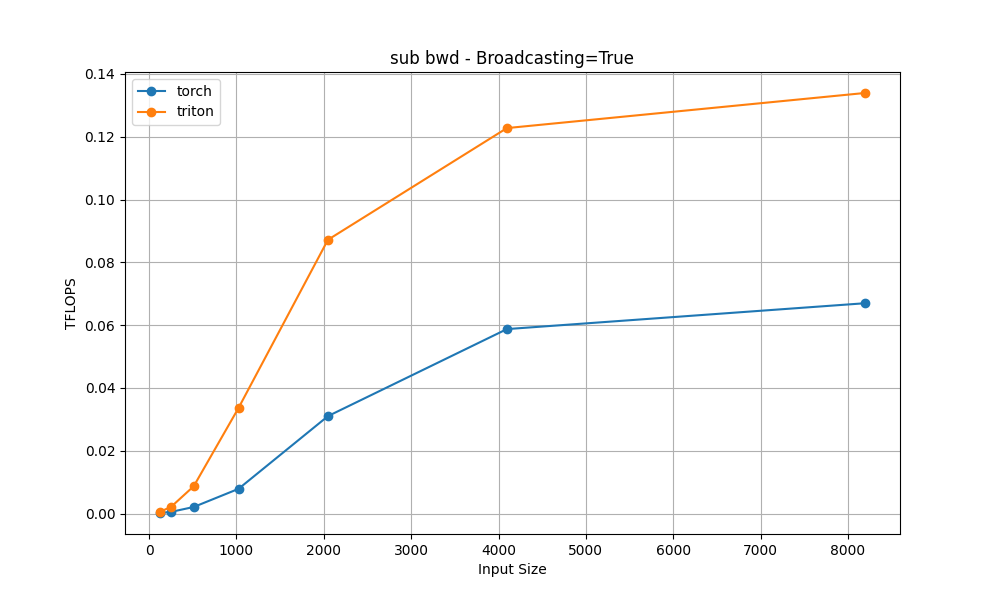 sub bwd - Broadcasting=True
torch
triton
TFLOPS
0.14
0.12
0.10
0.08
0.06
0.04
0.02
0.00
0 1000 2000 3000 4000 5000 6000 7000 8000
Input Size